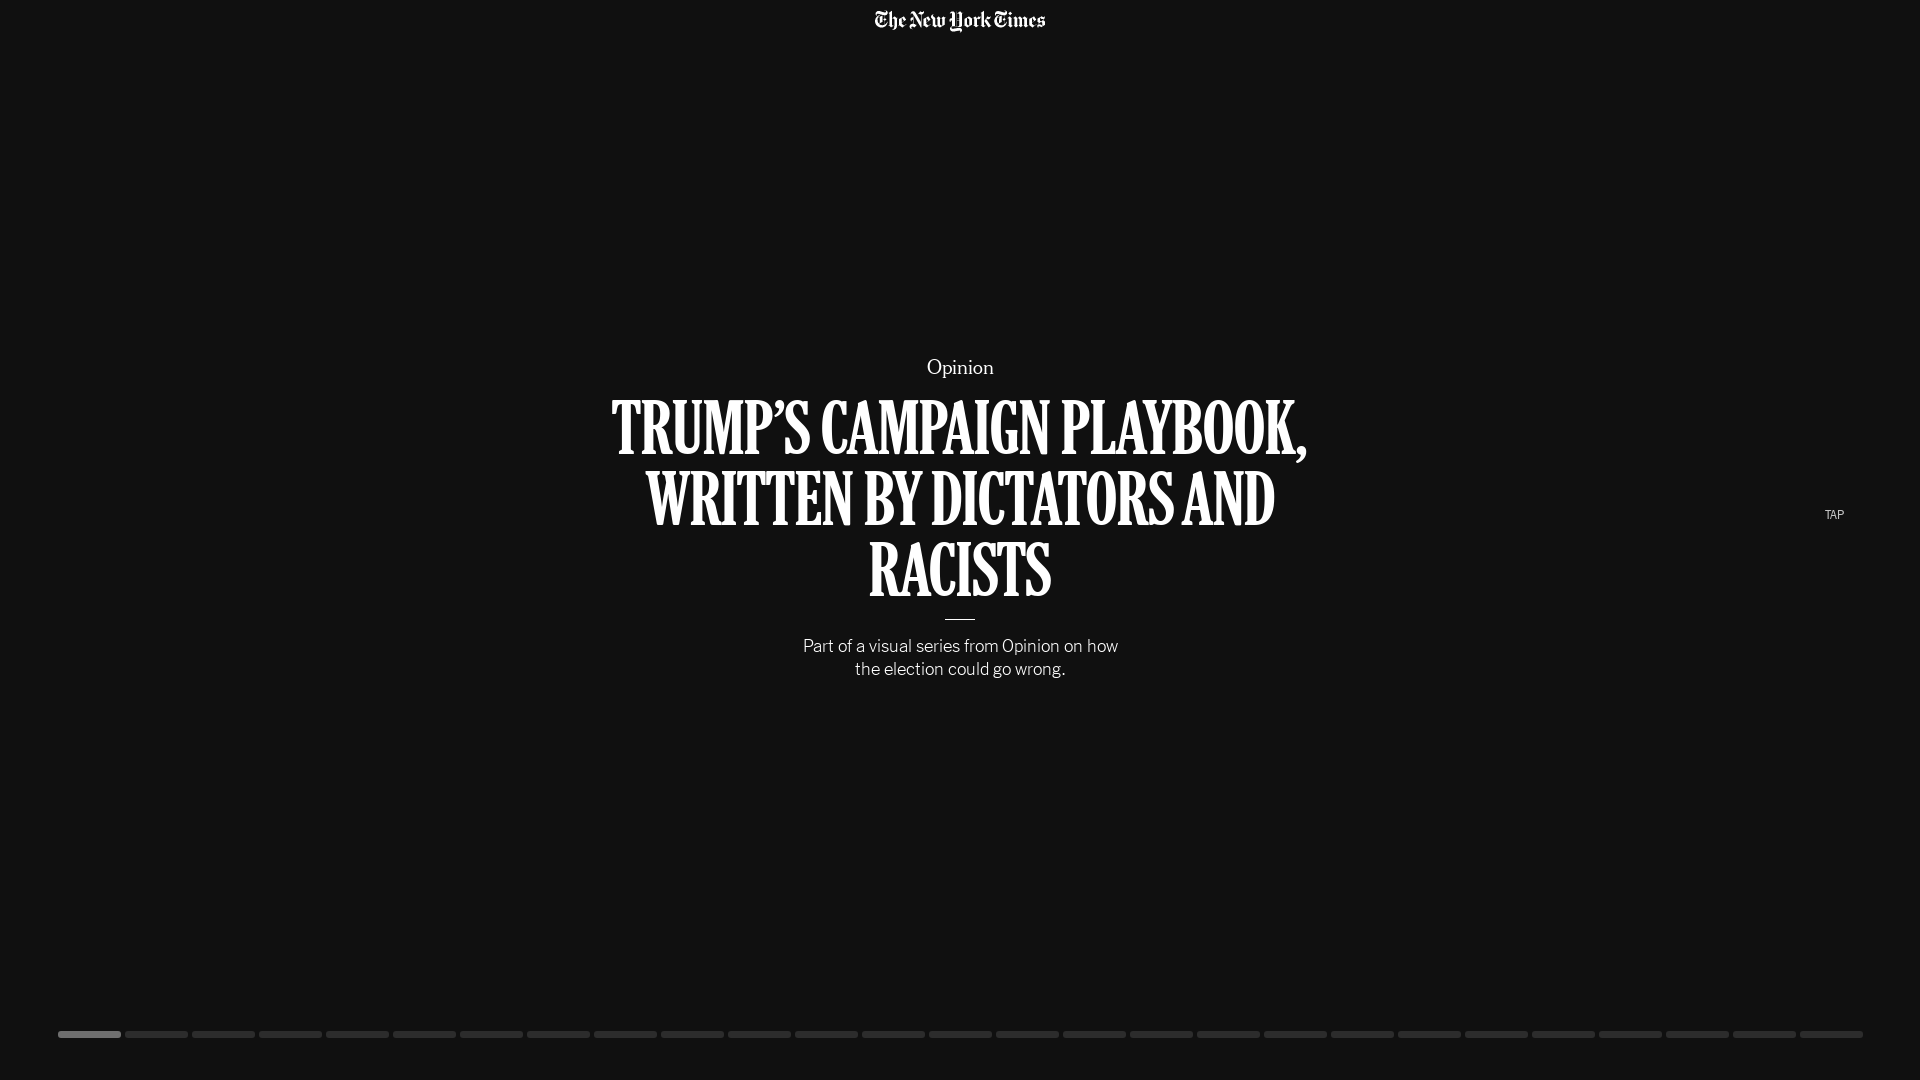 The New York Times
Opinion
TRUMP’S CAMPAIGN PLAYBOOK,
WRITTEN BY DICTATORS AND
RACISTS
TAP
Part of a visual series from Opinion on how
the election could go wrong.